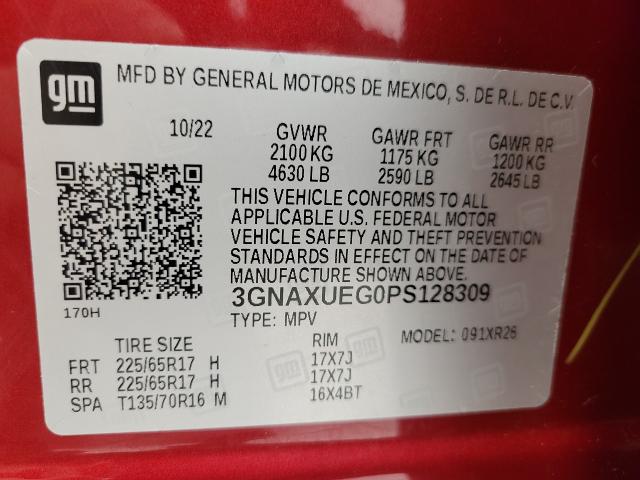 gm MFD BY GENERAL MOTORS DE MEXICO, S. DE R.L. DE C.V.
10/22 GVWR GAWR FRT GAWR RR
2100 KG 1175 KG 1200 KG
4630 LB 2590 LB 2645 LB
THIS VEHICLE CONFORMS TO ALL
APPLICABLE U.S. FEDERAL MOTOR
VEHICLE SAFETY AND THEFT PREVENTION
STANDARDS IN EFFECT ON THE DATE OF
MANUFACTURE SHOWN ABOVE.
3GNAXUEG0PS128309
170H
TYPE: MPV MODEL: 091XR26
TIRE SIZE RIM
FRT 225/65R17 H 17X7J
RR 225/65R17 H 17X7J
SPA T135/70R16 M 16X4BT